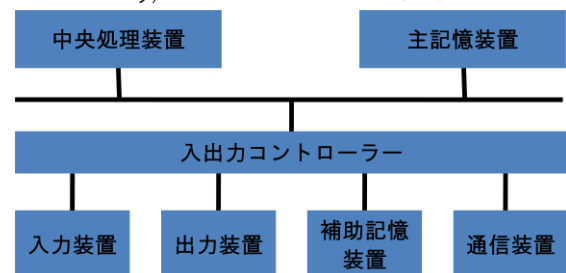 中央処理装置
主記憶装置
入出力コントローラー
入力装置
出力装置
補助記憶
装置
通信装置